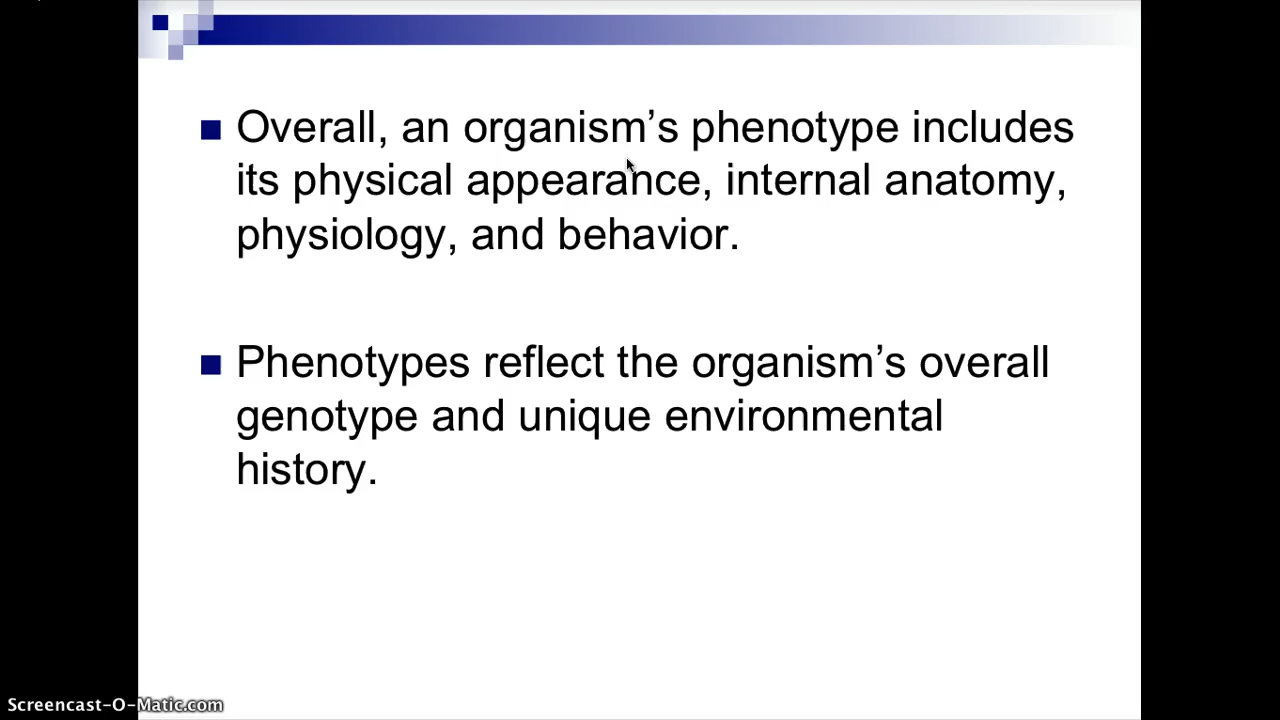 Overall, an organism’s phenotype includes
its physical appearance, internal anatomy,
physiology, and behavior.
Phenotypes reflect the organism’s overall
genotype and unique environmental
history.
Screencast-O-Matic.com